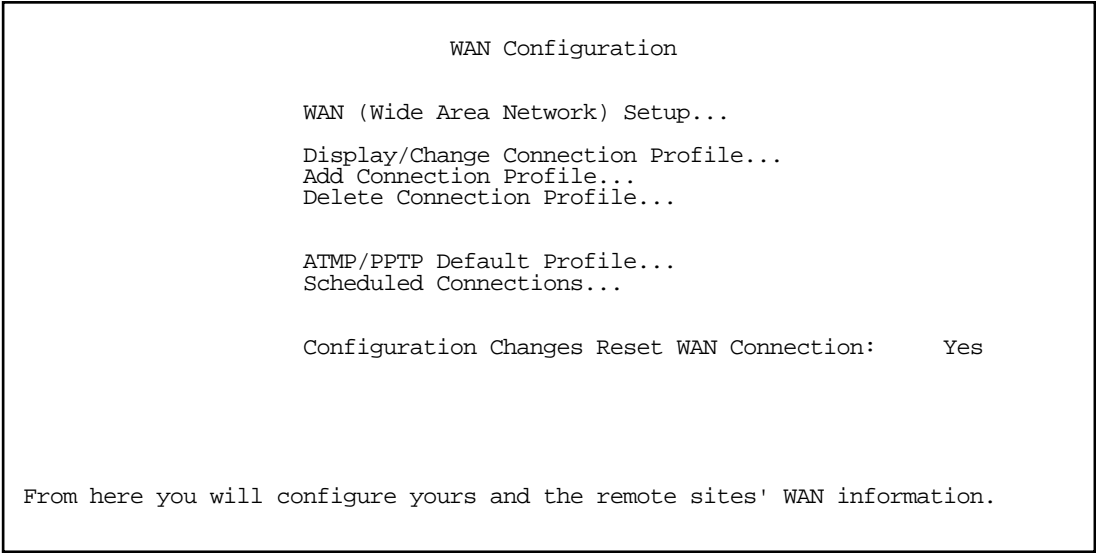 WAN Configuration
WAN (Wide Area Network) Setup...
Display/Change Connection Profile...
Add Connection Profile...
Delete Connection Profile...
ATMP/PPTP Default Profile...
Scheduled Connections...
Configuration Changes Reset WAN Connection: Yes
From here you will configure yours and the remote sites' WAN information.